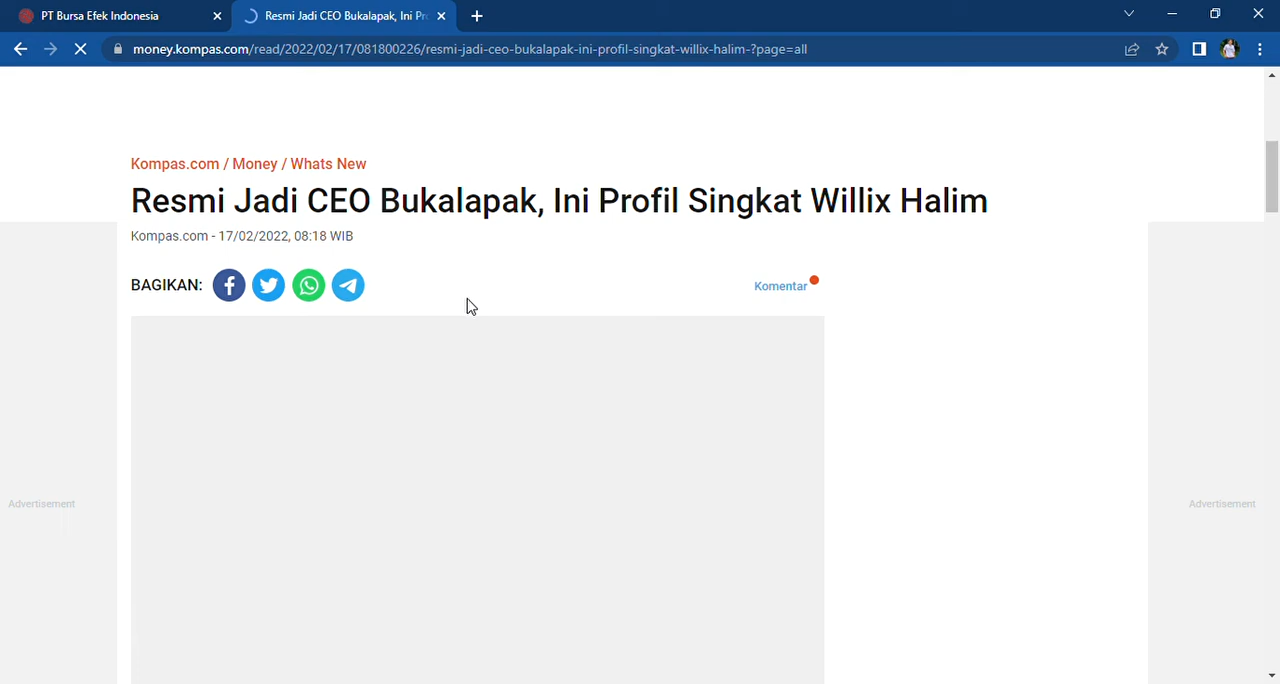 PT Bursa Efek Indonesia
Resmi Jadi CEO Bukalapak, Ini Pr
money.kompas.com/read/2022/02/17/081800226/resmi-jadi-ceo-bukalapak-ini-profil-singkat-willix-halim-?page=all
Kompas.com / Money / Whats New
Resmi Jadi CEO Bukalapak, Ini Profil Singkat Willix Halim
Kompas.com - 17/02/2022, 08:18 WIB
BAGIKAN:
Komentar
Advertisement
Advertisement